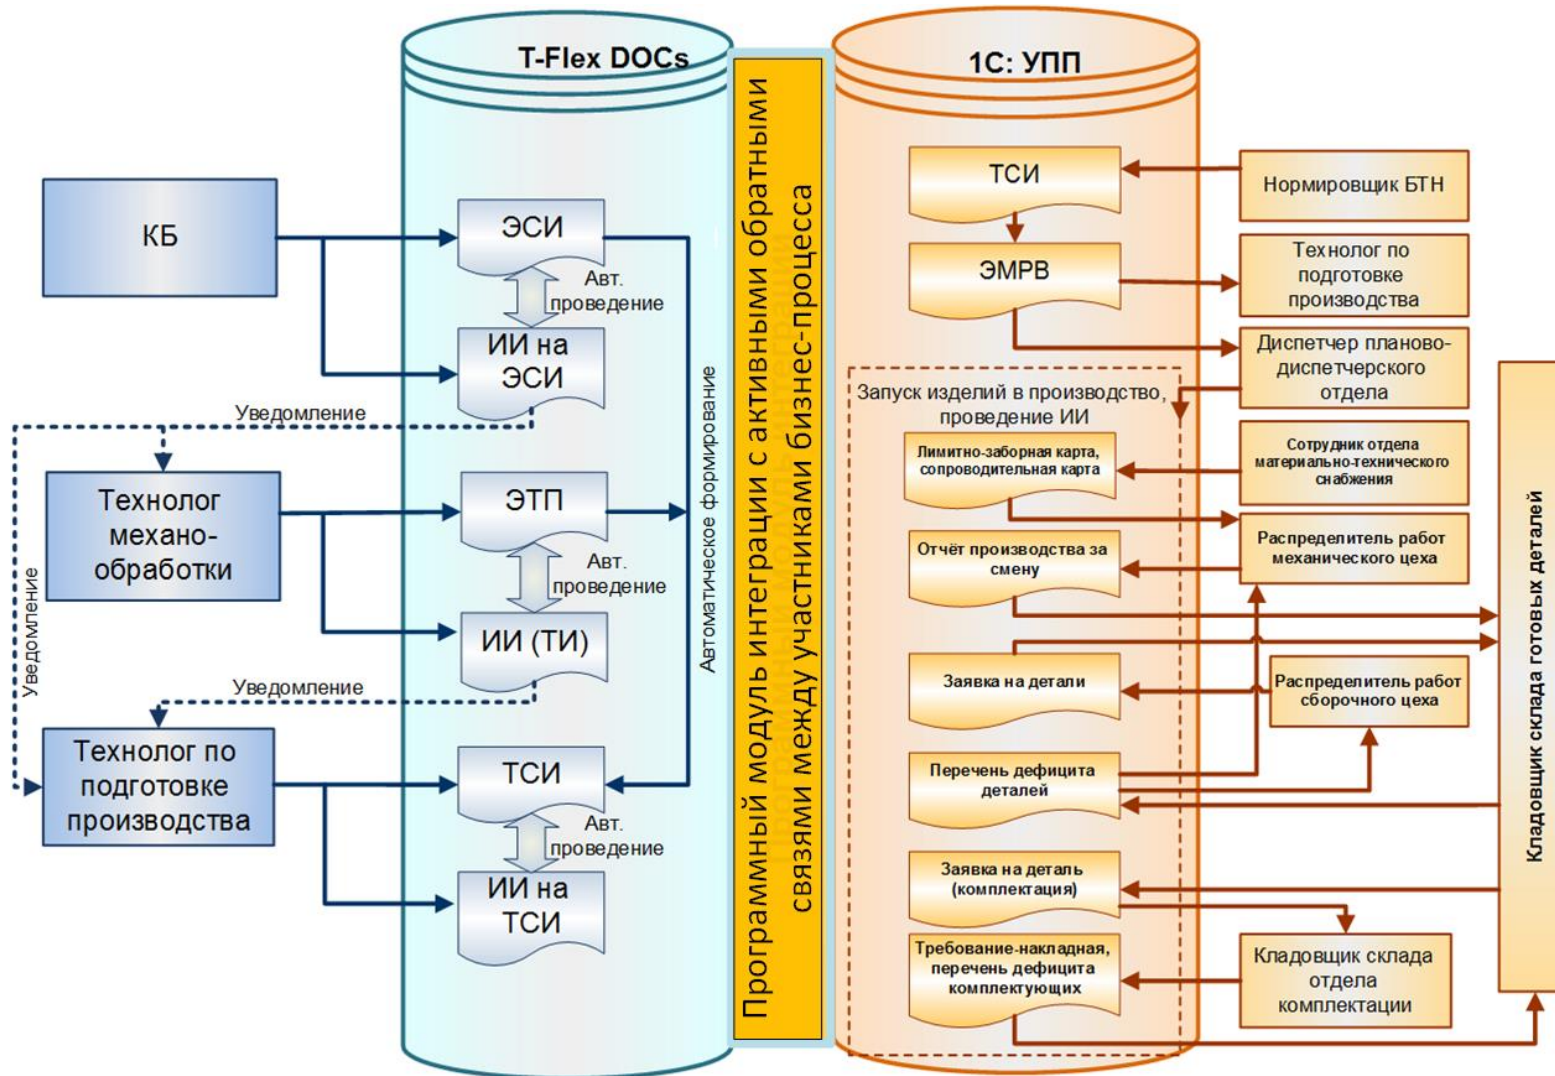 T-Flex DOCs
1С: УПП
КБ
ЭСИ
Авт.
проведение
ИИ на
ЭСИ
Уведомление
Технолог
механо-
обработки
ЭТП
Авт.
проведение
ИИ (ТИ)
Уведомление
Уведомление
Технолог по
подготовке
производства
ТСИ
Авт.
проведение
ИИ на
ТСИ
Автоматическое формирование
Программный модуль интеграции с активными обратными
связями между участниками бизнес-процесса
Программный модуль интеграции
ТСИ
Нормировщик БТН
ЭМРВ
Технолог по
подготовке
производства
Диспетчер планово-
диспетчерского
отдела
Запуск изделий в производство,
проведение ИИ
Лимитно-заборная карта,
сопроводительная карта
Сотрудник отдела
материально-технического
снабжения
Отчёт производства за
смену
Распределитель работ
механического цеха
Заявка на детали
Распределитель работ
сборочного цеха
Перечень дефицита
деталей
Заявка на деталь
(комплектация)
Требование-накладная,
перечень дефицита
комплектующих
Кладовщик склада
отдела
комплектации
Кладовщик склада готовых деталей